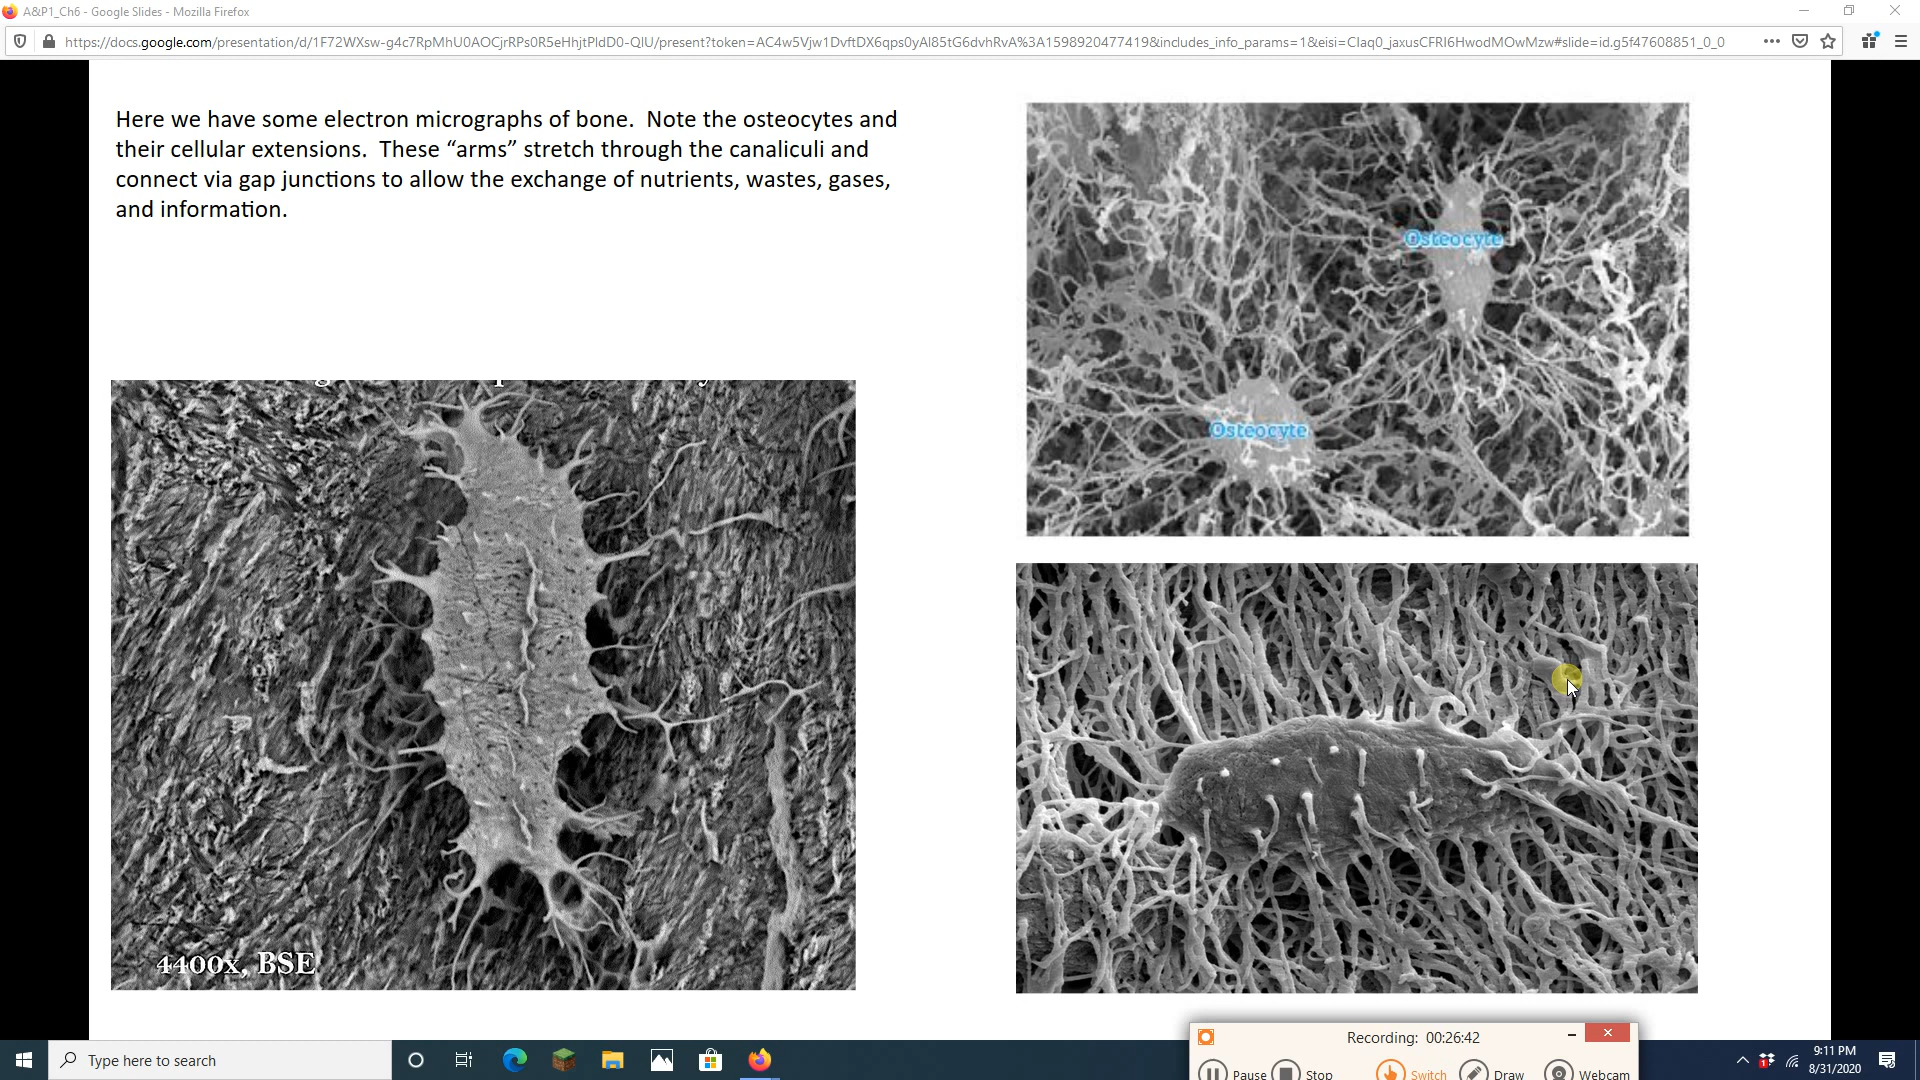 A&P1_Ch6 - Google Slides - Mozilla Firefox
https://docs.google.com/presentation/d/1F72WXsw-g4c7RpMhU0AOCjrRPs0R5eHhjtPldD0-QlU/present?token=AC4w5Vjw1DvftDX6qps0yAl85tG6dvhRvA%3A1598920477419&includes_info_params=1&eisi=CIaq0_jaxusCFRI6HwodMOwMzw#slide=id.g5f47608851_0_0
Here we have some electron micrographs of bone. Note the osteocytes and
their cellular extensions. These “arms” stretch through the canaliculi and
connect via gap junctions to allow the exchange of nutrients, wastes, gases,
and information.
Osteocyte
Osteocyte
4400x, BSE
Recording: 00:26:42
Pause Stop Switch Draw Webcam
Type here to search
9:11 PM
8/31/2020